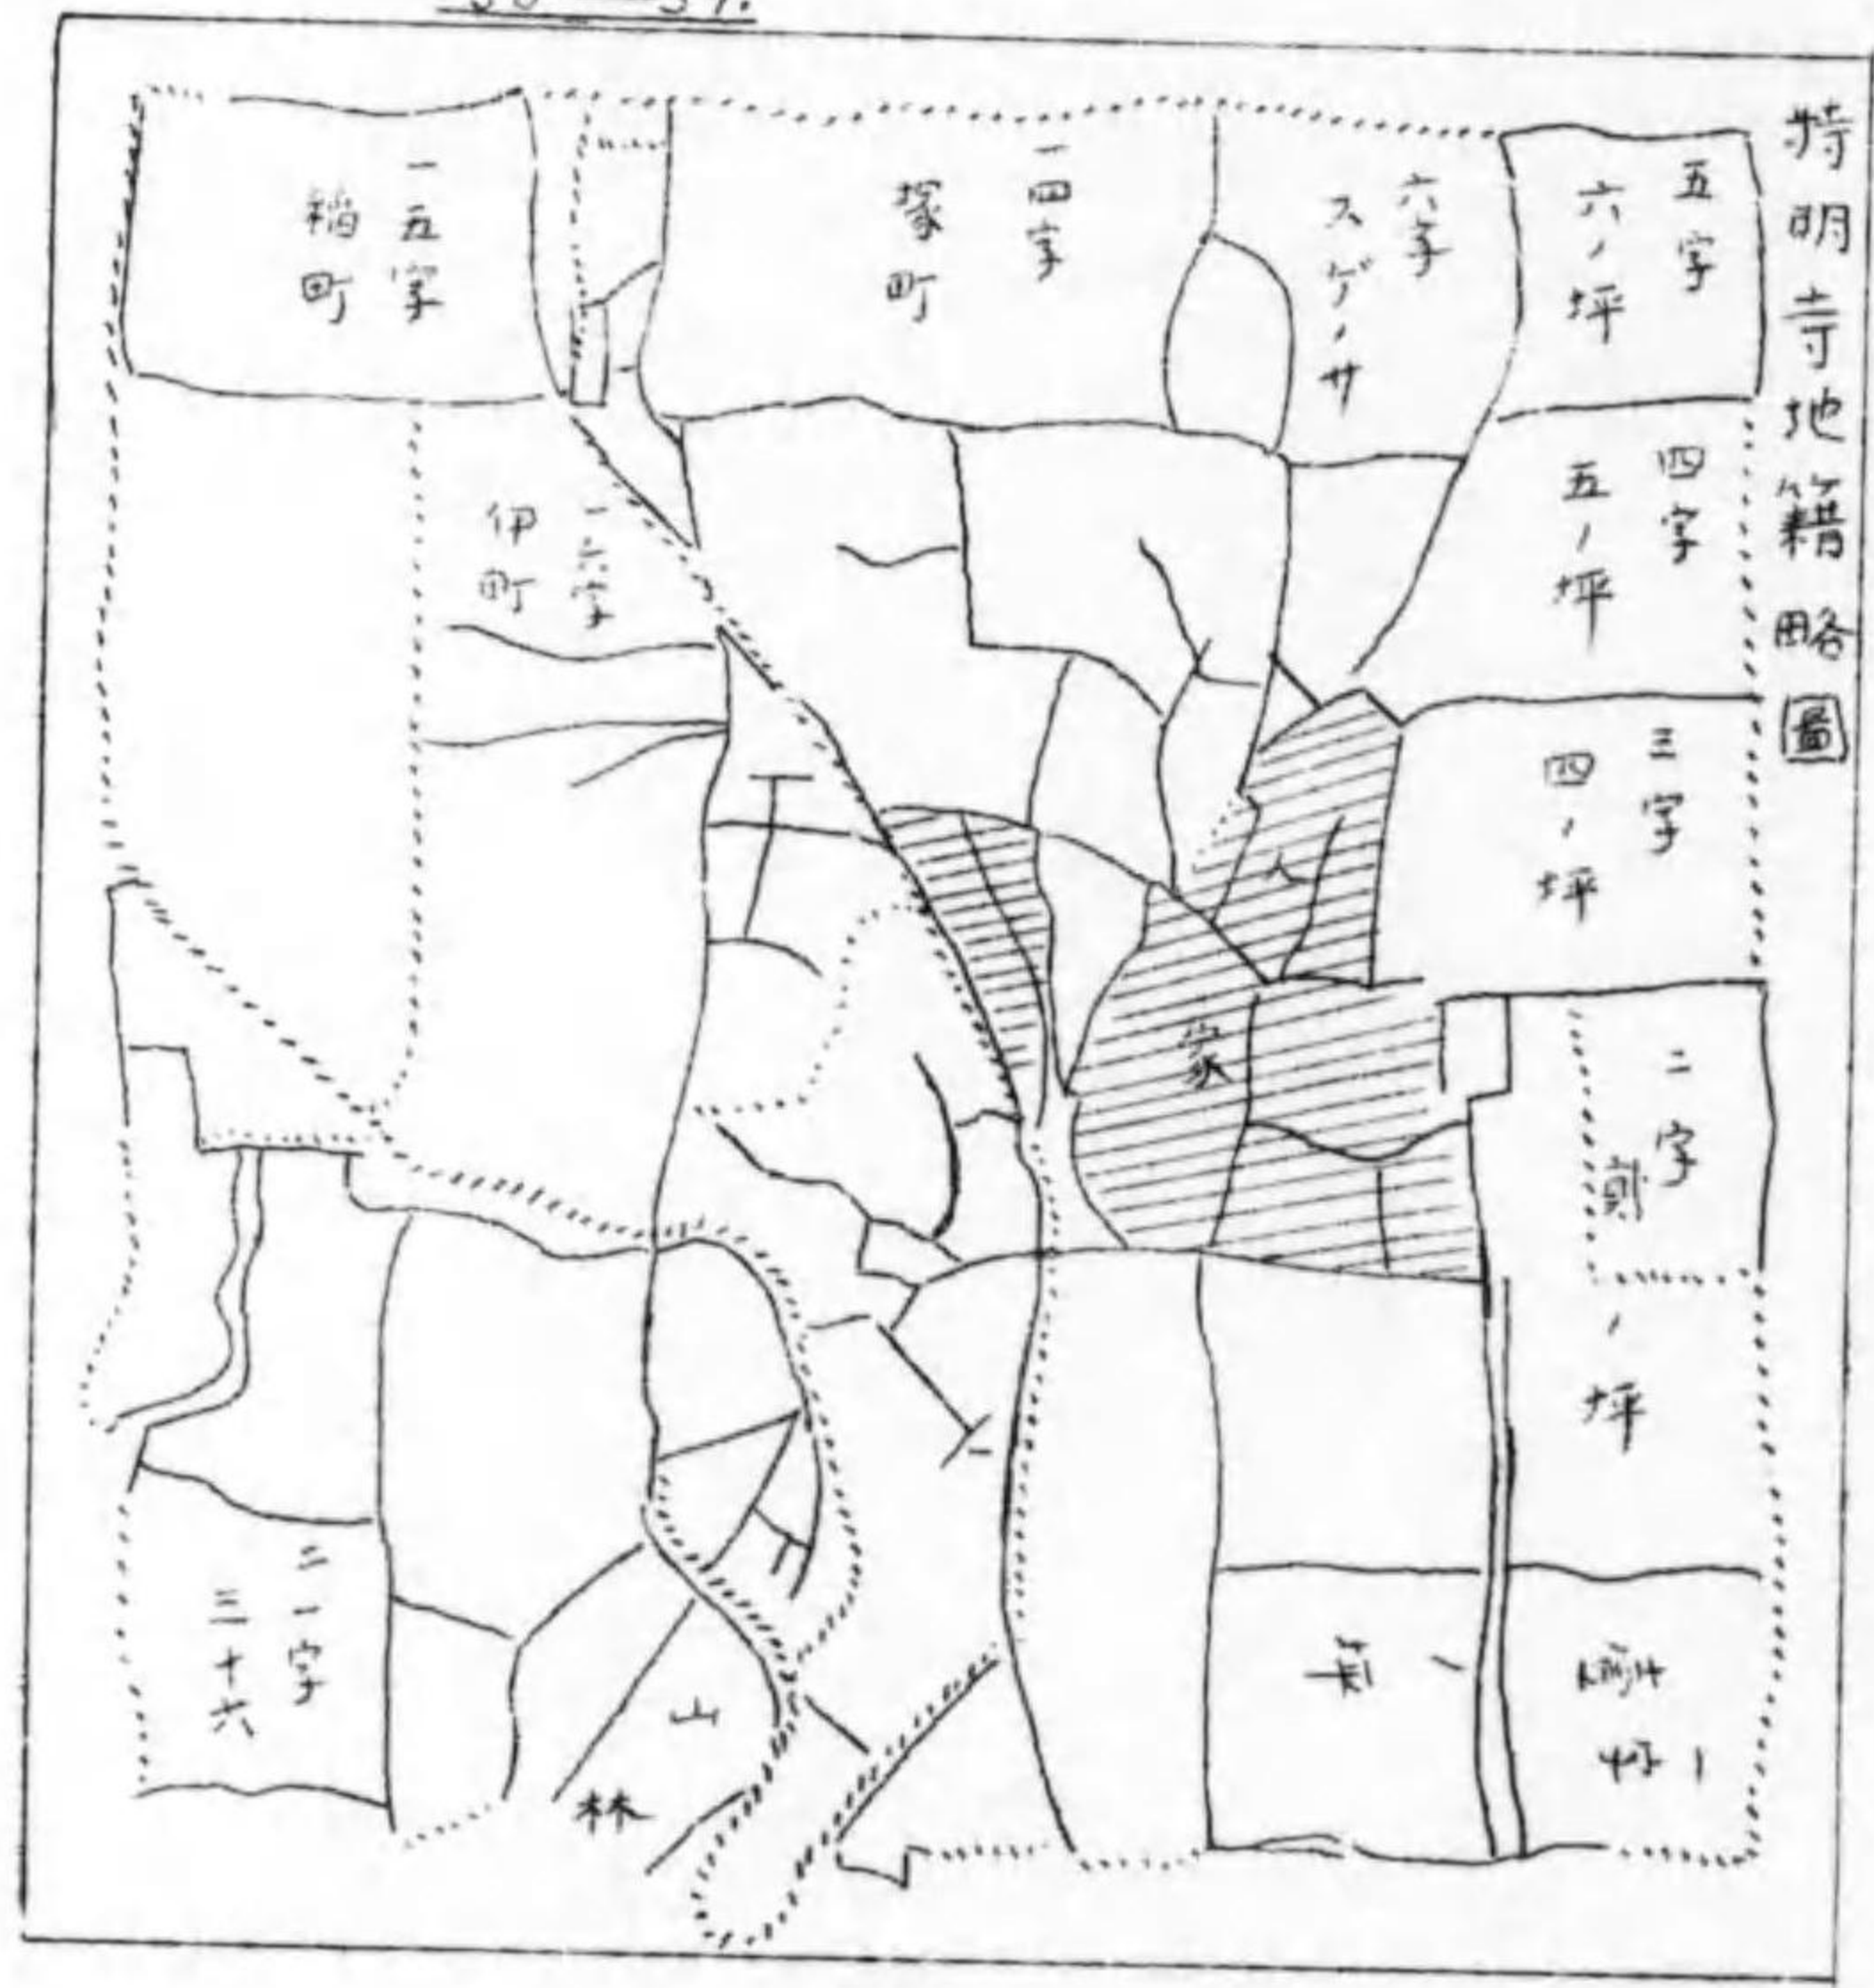 特明寺地籍略圖
五字
六ノ坪
六字
スゲノサ
一四字
塚町
一五字
稲町
四字
五ノ坪
一六字
伊町
三字
四ノ坪
人
家
二字
ノ坪
二一字
三十六
山
林